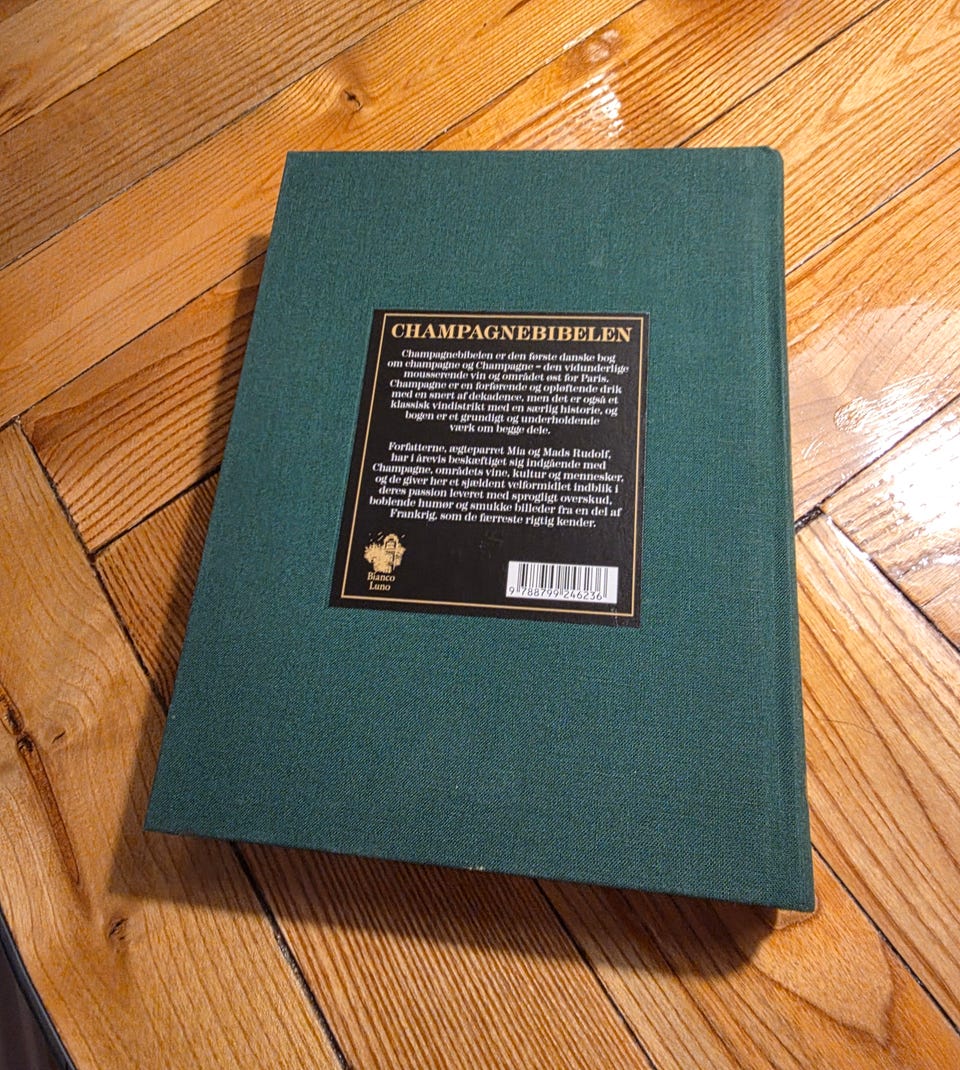 CHAMPAGNEBIBELEN
Champagnebibelen er den første danske bog
om champagne og Champagne – den vidunderlige
mousserende vin og området øst for Paris.
Champagne er en forførende og opløftende drik
med en snert af dekadence, men det er også et
klassisk vindistrikt med en særlig historie, og
bogen er et grundigt og underholdende
værk om begge dele.
Forfatterne, ægteparret Mia og Mads Rudolf,
har i årevis beskæftiget sig indgående med
Champagne, områdets vine, kultur og mennesker,
og de giver her et sjældent velformidlet indblik i
deres passion leveret med sprogligt overskud,
boblende humør og smukke billeder fra en del af
Frankrig, som de færreste rigtig kender.
Bianco
Luno
9 788799 246236